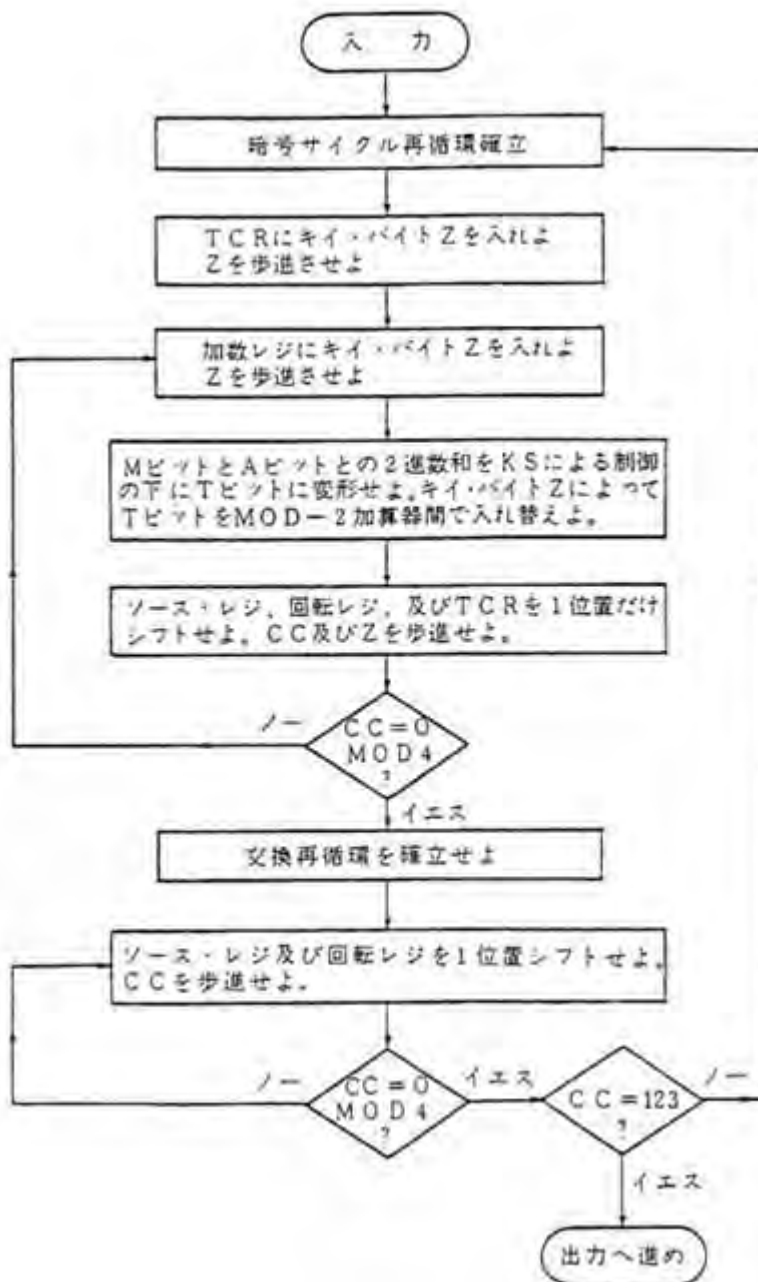 入 力
暗号サイクル再循環確立
TCRにキイ・バイトZを入れよ
Zを歩進させよ
加数レジにキイ・バイトZを入れよ
Zを歩進させよ
MビットとAビットとの2進数和をKSによる制御
の下にTビットに変形せよ。キイ・バイトZによって
TビットをMOD-2加算器間で入れ替えよ。
ソース・レジ、回転レジ、及びTCRを1位置だけ
シフトせよ。CC及びZを歩進せよ。
ノー
CC=0
MOD4
?
イエス
交換再循環を確立せよ
ソース・レジ及び回転レジを1位置シフトせよ。
CCを歩進せよ。
ノー
CC=0
MOD4
?
イエス
CC=123
?
ノー
イエス
出力へ進め